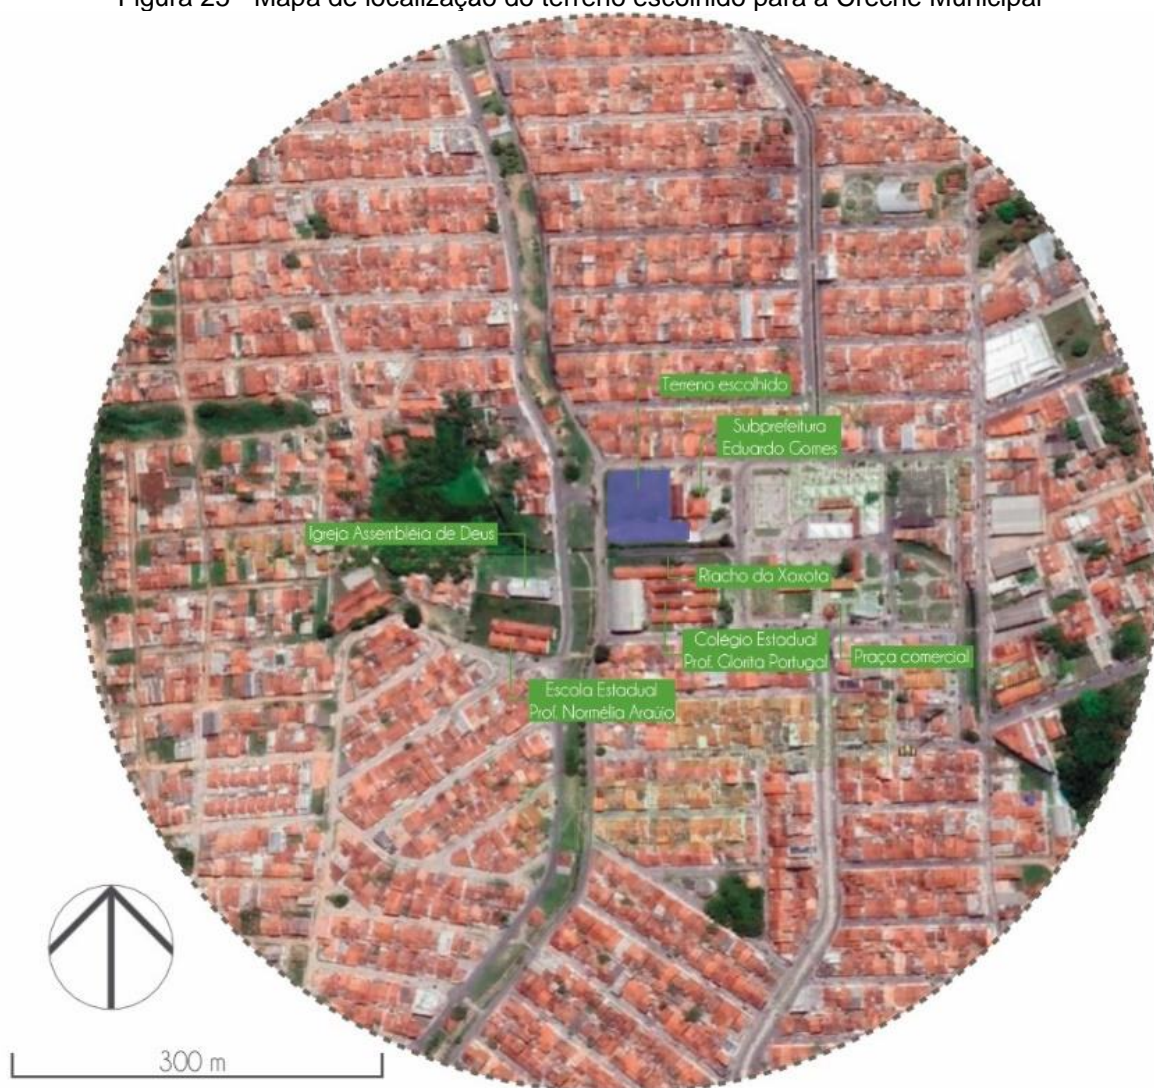 Figura 25 - Mapa de localização do terreno escolhido para a Creche Municipal
Terreno escolhido
Subprefeitura
Eduardo Gomes
Igreja Assembléia de Deus
Riacho da Xoxota
Colégio Estadual
Prof. Glorita Portugal
Praça comercial
Escola Estadual
Prof. Normélia Araújo
300 m